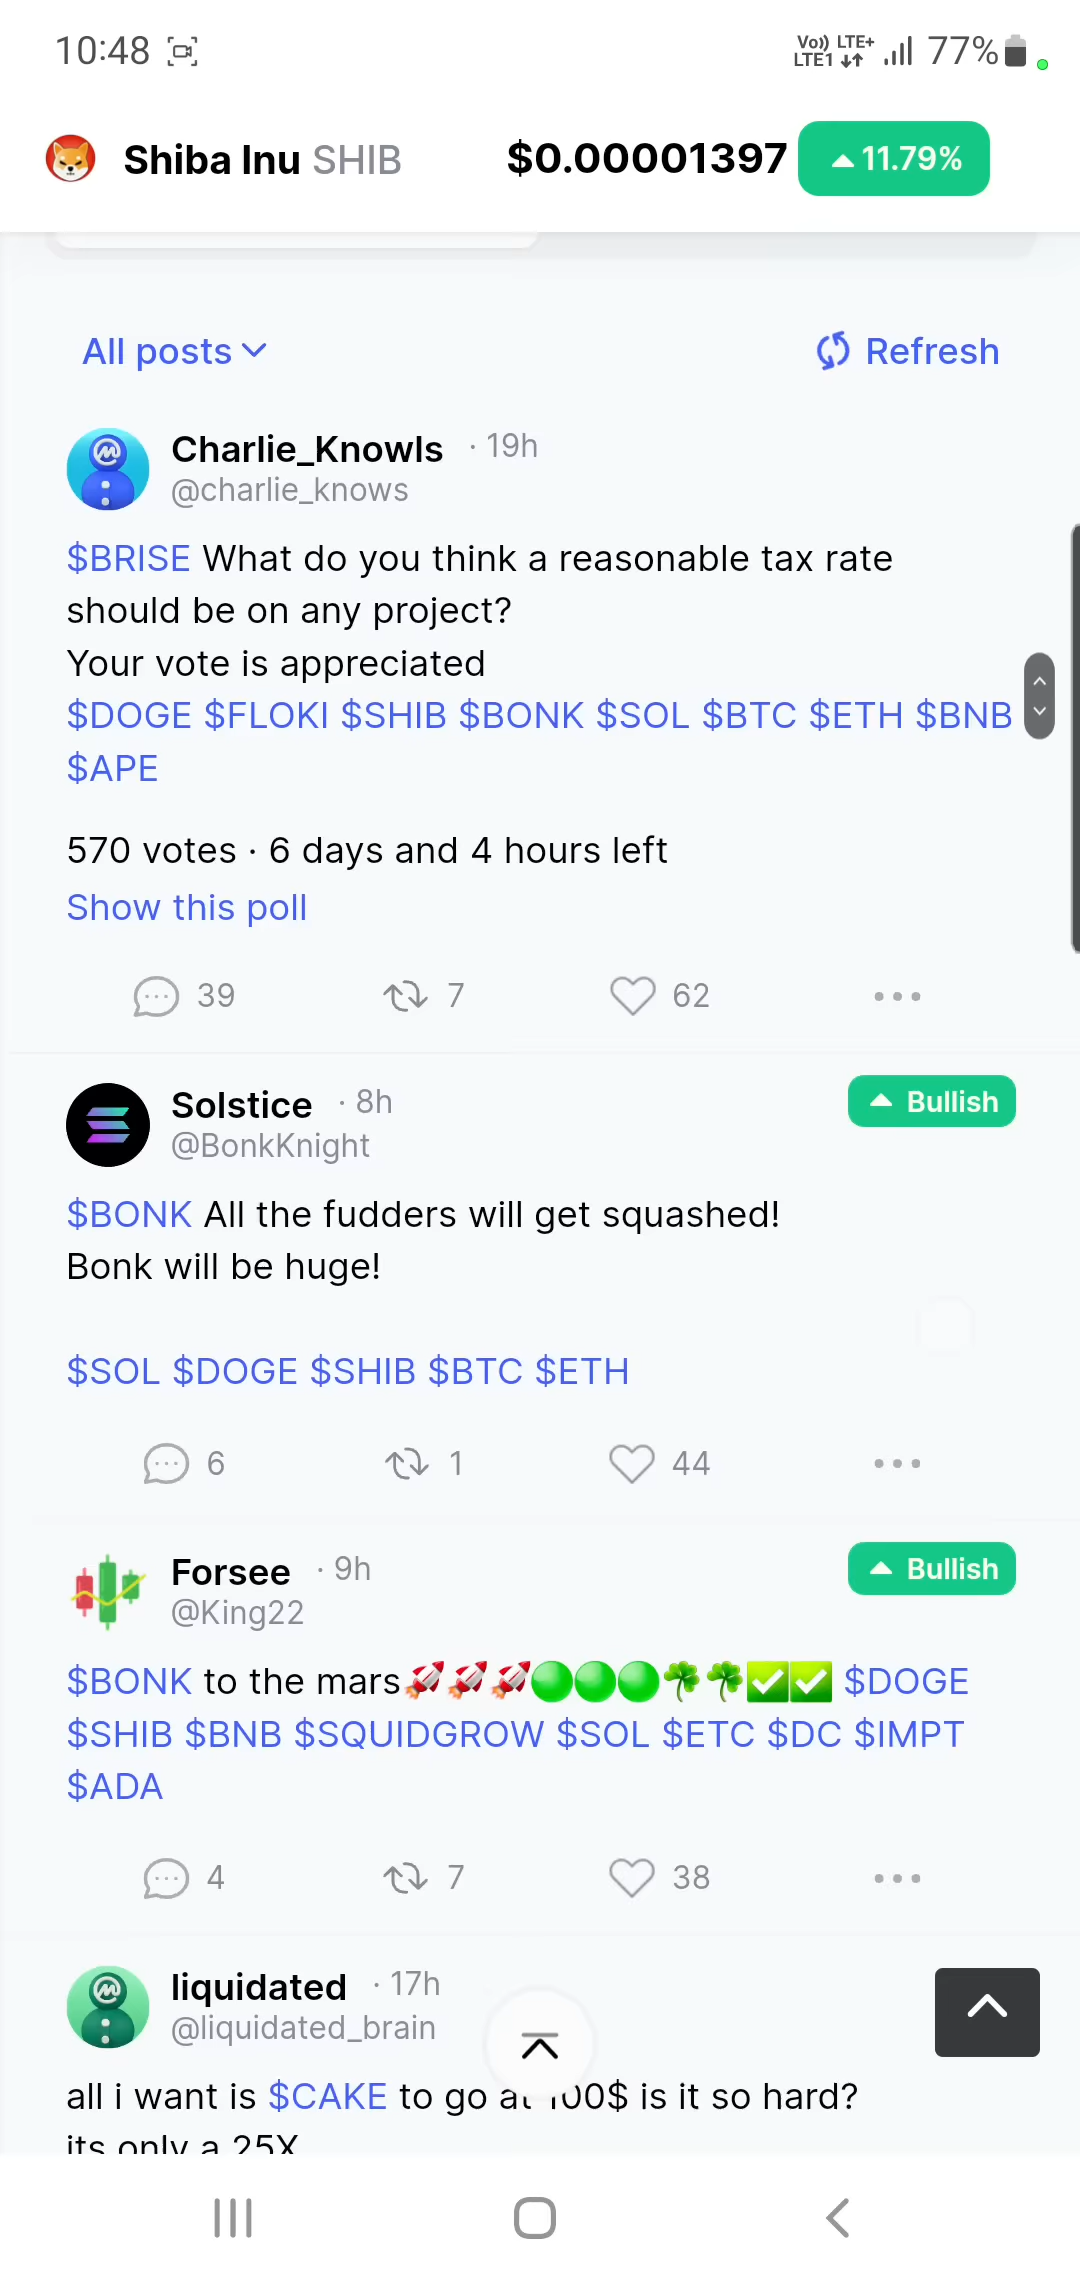 10:48 Vo)) LTE+ LTE1 77%
Shiba Inu SHIB $0.00001397 11.79%
All posts Refresh
Charlie_Knowls · 19h
@charlie_knows
$BRISE What do you think a reasonable tax rate
should be on any project?
Your vote is appreciated
$DOGE $FLOKI $SHIB $BONK $SOL $BTC $ETH $BNB
$APE
570 votes · 6 days and 4 hours left
Show this poll
39 7 62
Solstice · 8h Bullish
@BonkKnight
$BONK All the fudders will get squashed!
Bonk will be huge!
$SOL $DOGE $SHIB $BTC $ETH
6 1 44
Forsee · 9h Bullish
@King22
$BONK to the mars🚀🚀🚀🟢🟢🟢☘️☘️✅✅ $DOGE
$SHIB $BNB $SQUIDGROW $SOL $ETC $DC $IMPT
$ADA
4 7 38
liquidated · 17h
@liquidated_brain
all i want is $CAKE to go at 100$ is it so hard?
its only a 25X